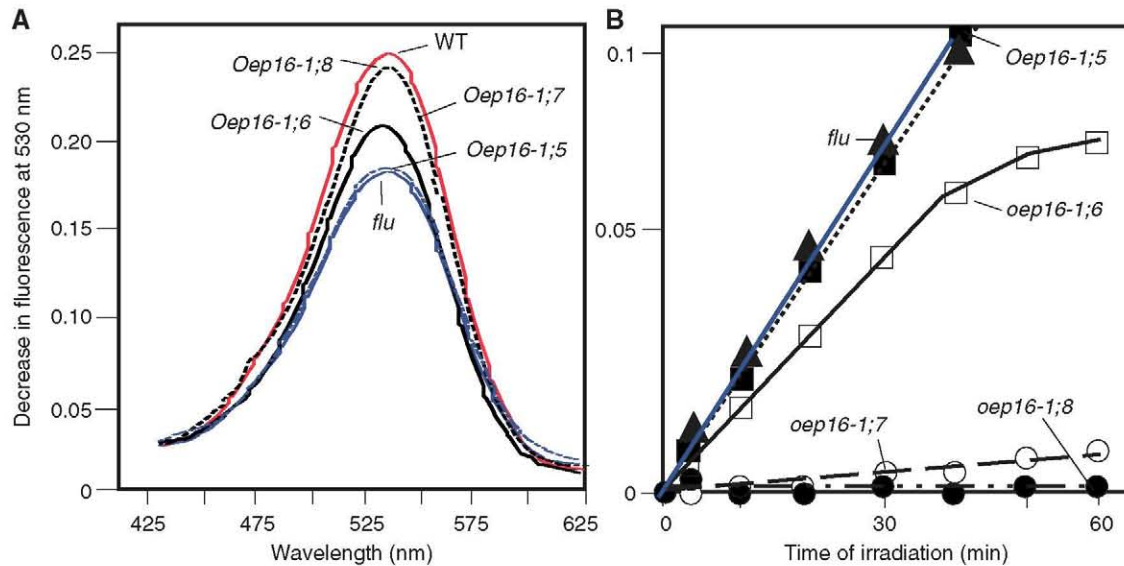 A
Decrease in fluorescence at 530 nm
0.25
0.20
0.15
0.10
0.05
0
WT
Oep16-1;8
Oep16-1;7
Oep16-1;6
Oep16-1;5
flu
425
475
525
575
625
Wavelength (nm)
B
0.1
0.05
0
Oep16-1;5
flu
oep16-1;6
oep16-1;8
oep16-1;7
0
30
60
Time of irradiation (min)